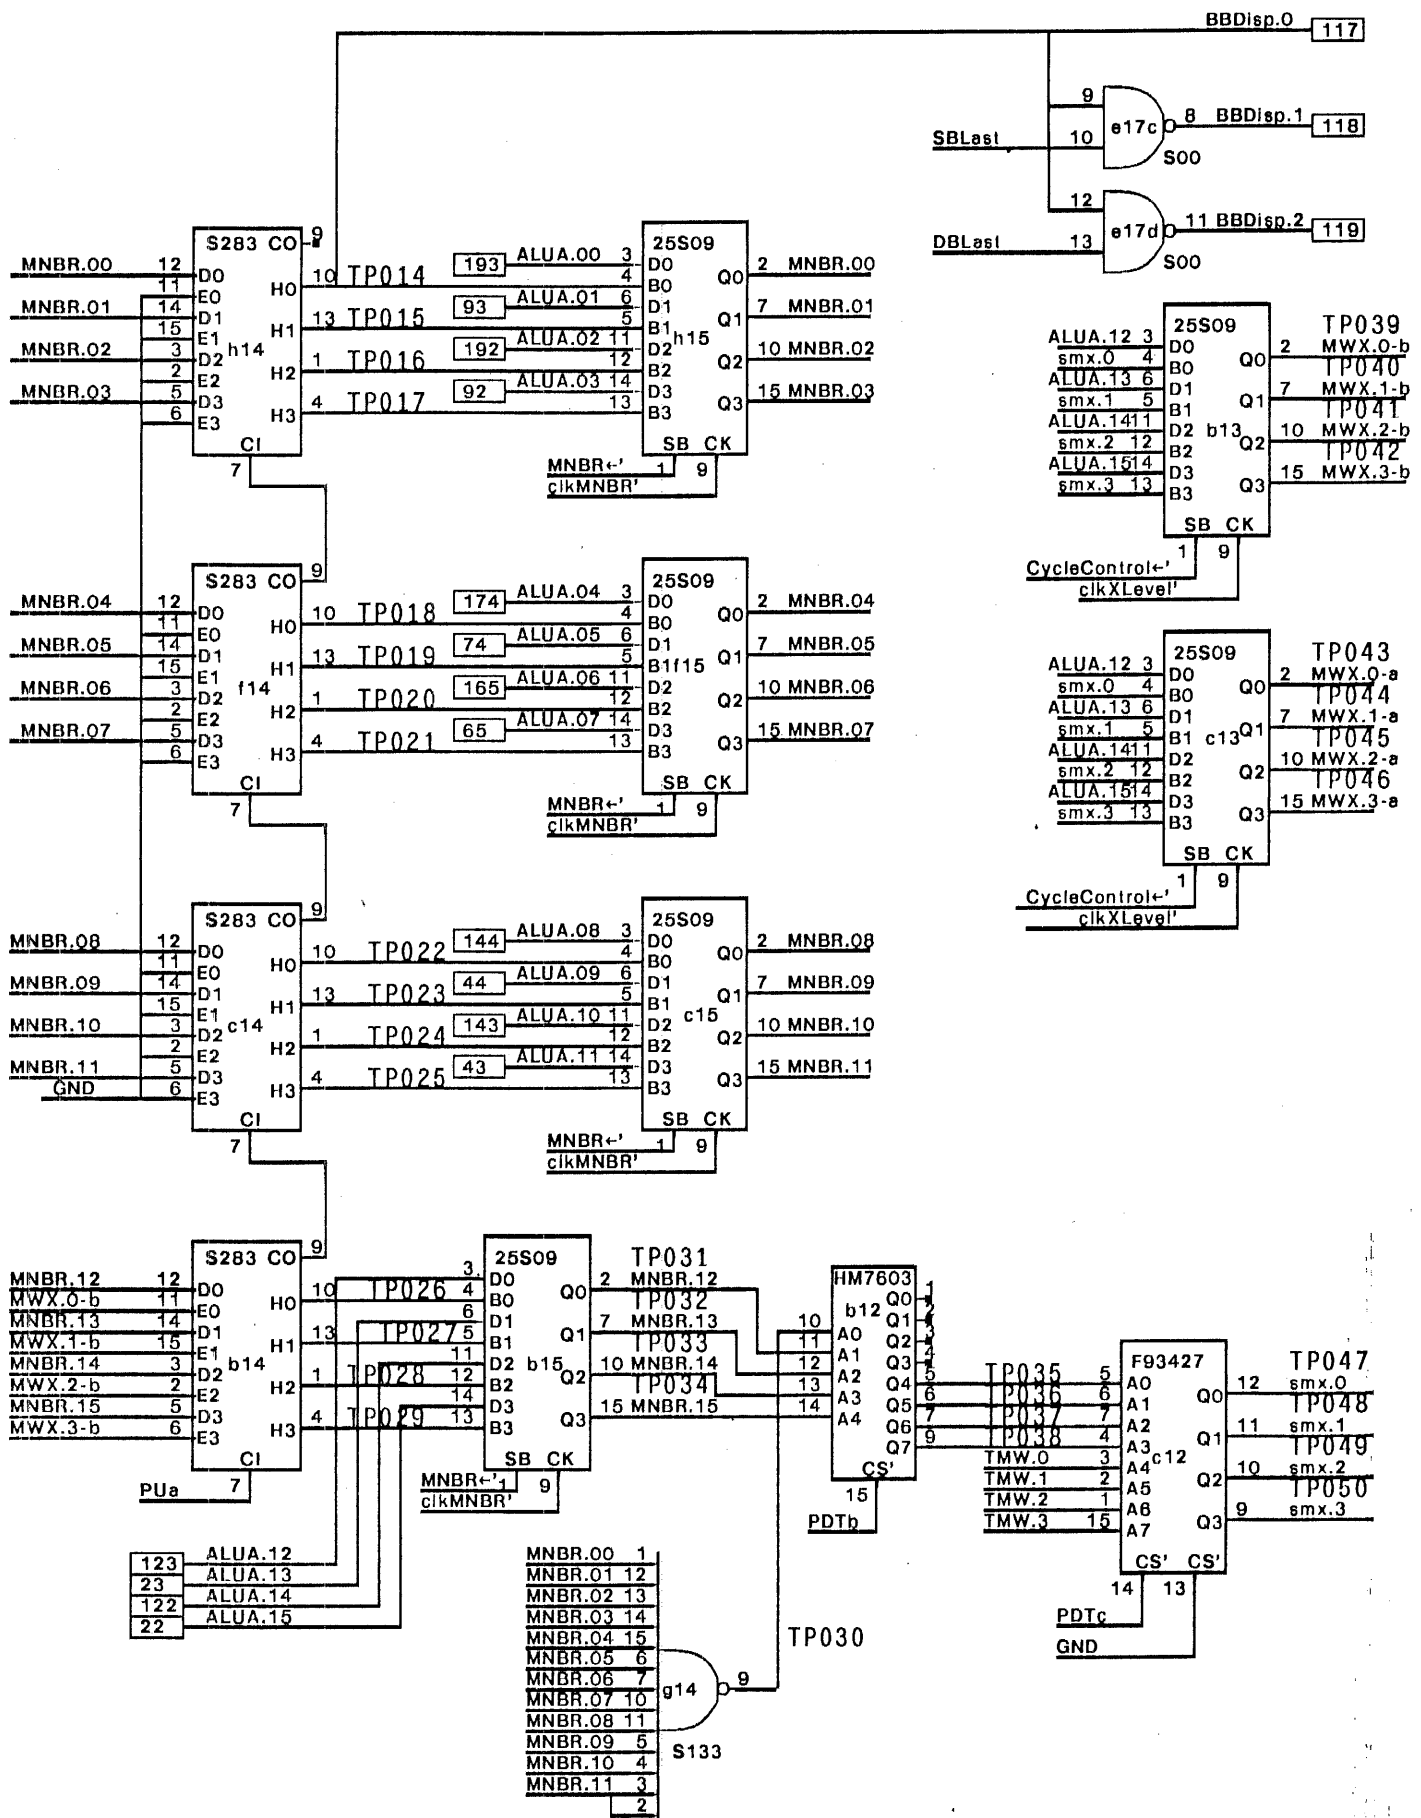 BBDisp.0 117
9 e17c 8 BBDisp.1 118
SBLast 10
S00
12 e17d 11 BBDisp.2 119
DBLast 13
S00
S283 CO 9
MNBR.00 12 D0
11 E0 H0 10 TP014
MNBR.01 14 D1
15 E1 H1 13 TP015
MNBR.02 3 D2 h14
2 E2 H2 1 TP016
MNBR.03 5 D3
6 E3 H3 4 TP017
CI
7
25S09
193 ALUA.00 3 D0 Q0 2 MNBR.00
4 B0
93 ALUA.01 6 D1 Q1 7 MNBR.01
5 B1 h15
192 ALUA.02 11 D2 Q2 10 MNBR.02
12 B2
92 ALUA.03 14 D3 Q3 15 MNBR.03
13 B3
SB CK
MNBR←' 1 9
clkMNBR'
25S09 TP039
ALUA.12 3 D0 Q0 2 MWX.0-b
smx.0 4 B0 TP040
ALUA.13 6 D1 Q1 7 MWX.1-b
smx.1 5 B1 TP041
ALUA.14 11 D2 b13 Q2 10 MWX.2-b
smx.2 12 B2 TP042
ALUA.15 14 D3 Q3 15 MWX.3-b
smx.3 13 B3
SB CK
1 9
CycleControl←'
clkXLevel'
S283 CO 9
MNBR.04 12 D0
11 E0 H0 10 TP018
MNBR.05 14 D1
15 E1 H1 13 TP019
MNBR.06 3 D2 f14
2 E2 H2 1 TP020
MNBR.07 5 D3
6 E3 H3 4 TP021
CI
7
25S09
174 ALUA.04 3 D0 Q0 2 MNBR.04
4 B0
74 ALUA.05 6 D1 Q1 7 MNBR.05
5 B1 f15
165 ALUA.06 11 D2 Q2 10 MNBR.06
12 B2
65 ALUA.07 14 D3 Q3 15 MNBR.07
13 B3
SB CK
MNBR←' 1 9
clkMNBR'
25S09 TP043
ALUA.12 3 D0 Q0 2 MWX.0-a
smx.0 4 B0 TP044
ALUA.13 6 D1 Q1 7 MWX.1-a
smx.1 5 B1 c13 TP045
ALUA.14 11 D2 Q2 10 MWX.2-a
smx.2 12 B2 TP046
ALUA.15 14 D3 Q3 15 MWX.3-a
smx.3 13 B3
SB CK
1 9
CycleControl←'
clkXLevel'
S283 CO 9
MNBR.08 12 D0
11 E0 H0 10 TP022
MNBR.09 14 D1
15 E1 H1 13 TP023
MNBR.10 3 D2 c14
2 E2 H2 1 TP024
MNBR.11 5 D3
GND 6 E3 H3 4 TP025
CI
7
25S09
144 ALUA.08 3 D0 Q0 2 MNBR.08
4 B0
44 ALUA.09 6 D1 Q1 7 MNBR.09
5 B1 c15
143 ALUA.10 11 D2 Q2 10 MNBR.10
12 B2
43 ALUA.11 14 D3 Q3 15 MNBR.11
13 B3
SB CK
MNBR←' 1 9
clkMNBR'
S283 CO 9
MNBR.12 12 D0
MWX.0-b 11 E0 H0 10 TP026
MNBR.13 14 D1
MWX.1-b 15 E1 H1 13 TP027
MNBR.14 3 D2 b14
MWX.2-b 2 E2 H2 1 TP028
MNBR.15 5 D3
MWX.3-b 6 E3 H3 4 TP029
CI
PUa 7
25S09 TP031
3 D0 Q0 2 MNBR.12
4 B0 TP032
6 D1 Q1 7 MNBR.13
5 B1 TP033
11 D2 b15 Q2 10 MNBR.14
12 B2 TP034
14 D3 Q3 15 MNBR.15
13 B3
SB CK
MNBR←' 1 9
clkMNBR'
123 ALUA.12
23 ALUA.13
122 ALUA.14
22 ALUA.15
HM7603
b12 Q0 1
10 A0 Q1 2
11 A1 Q2 3
12 A2 Q3 4
13 A3 Q4 5 TP035
14 A4 Q5 6 TP036
Q6 7 TP037
Q7 9 TP038
CS'
15
PDTb
F93427 TP047
5 A0 Q0 12 smx.0
6 A1 TP048
7 A2 Q1 11 smx.1
4 A3 c12 TP049
TMW.0 3 A4 Q2 10 smx.2
TMW.1 2 A5 TP050
TMW.2 1 A6 Q3 9 smx.3
TMW.3 15 A7
CS' CS'
14 13
PDTc
GND
MNBR.00 1
MNBR.01 12
MNBR.02 13
MNBR.03 14
MNBR.04 15
MNBR.05 6
MNBR.06 7 g14 9 TP030
MNBR.07 10
MNBR.08 11
MNBR.09 5 S133
MNBR.10 4
MNBR.11 3
2